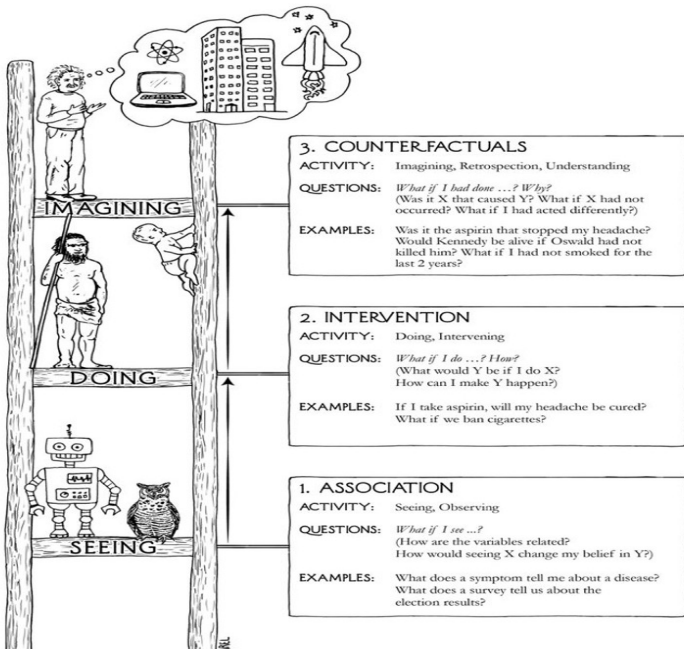 3. COUNTERFACTUALS
ACTIVITY: Imagining, Retrospection, Understanding
QUESTIONS: What if I had done …? Why?
(Was it X that caused Y? What if X had not
occurred? What if I had acted differently?)
EXAMPLES: Was it the aspirin that stopped my headache?
Would Kennedy be alive if Oswald had not
killed him? What if I had not smoked for the
last 2 years?
IMAGINING
2. INTERVENTION
ACTIVITY: Doing, Intervening
QUESTIONS: What if I do …? How?
(What would Y be if I do X?
How can I make Y happen?)
EXAMPLES: If I take aspirin, will my headache be cured?
What if we ban cigarettes?
DOING
1. ASSOCIATION
ACTIVITY: Seeing, Observing
QUESTIONS: What if I see ...?
(How are the variables related?
How would seeing X change my belief in Y?)
EXAMPLES: What does a symptom tell me about a disease?
What does a survey tell us about the
election results?
SEEING